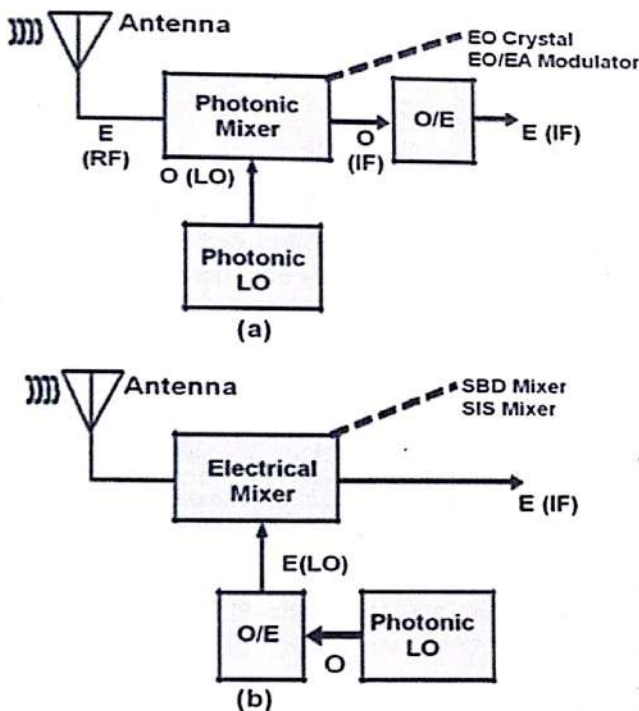 Antenna
EO Crystal
EO/EA Modulator
Photonic
Mixer
O/E
E
(RF)
O
(IF)
E (IF)
O (LO)
Photonic
LO
(a)
Antenna
SBD Mixer
SIS Mixer
Electrical
Mixer
E (IF)
E(LO)
O/E
O
Photonic
LO
(b)